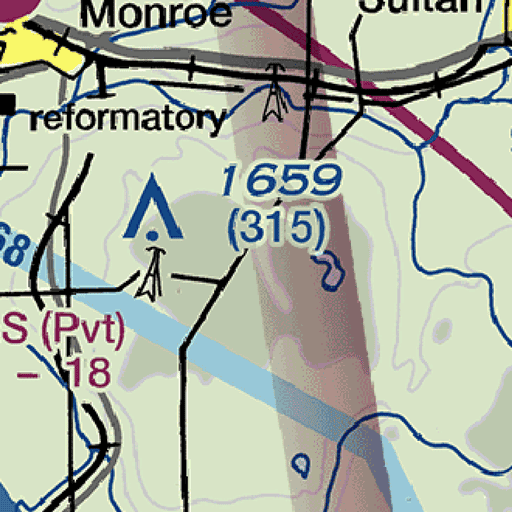 Monroe
Sultan
reformatory
1659
(315)
68
S (Pvt)
- 18